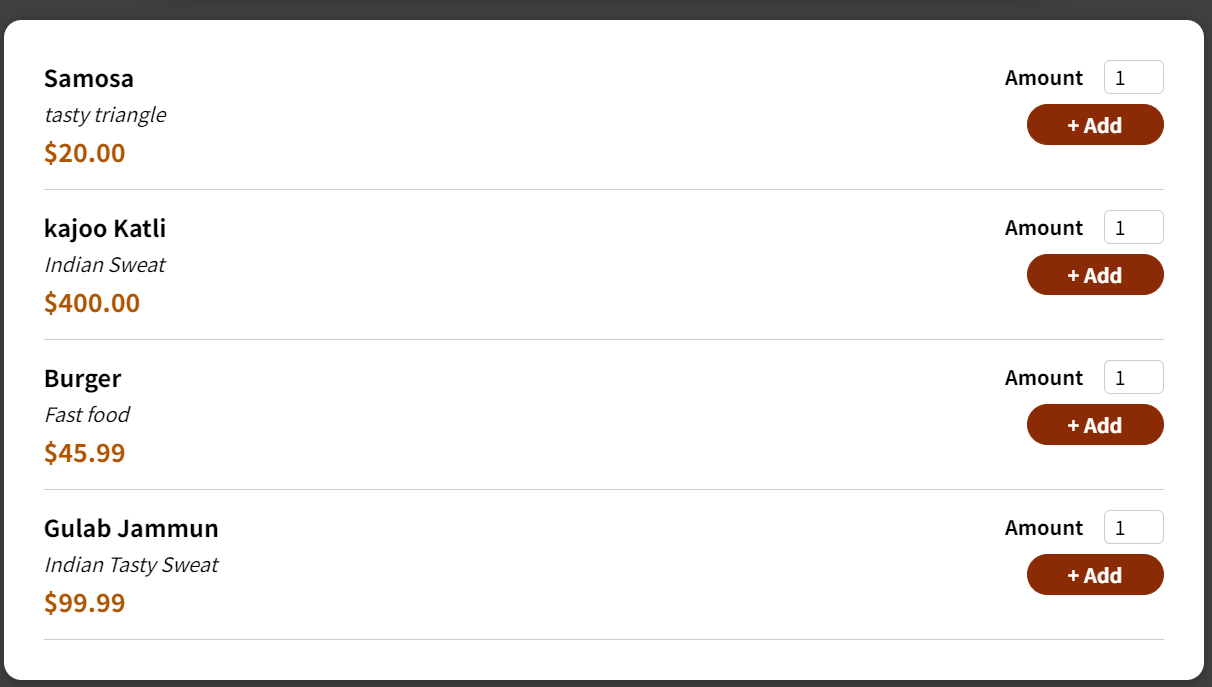 Samosa
Amount 1
tasty triangle
+ Add
$20.00
kajoo Katli
Amount 1
Indian Sweat
+ Add
$400.00
Burger
Amount 1
Fast food
+ Add
$45.99
Gulab Jammun
Amount 1
Indian Tasty Sweat
+ Add
$99.99